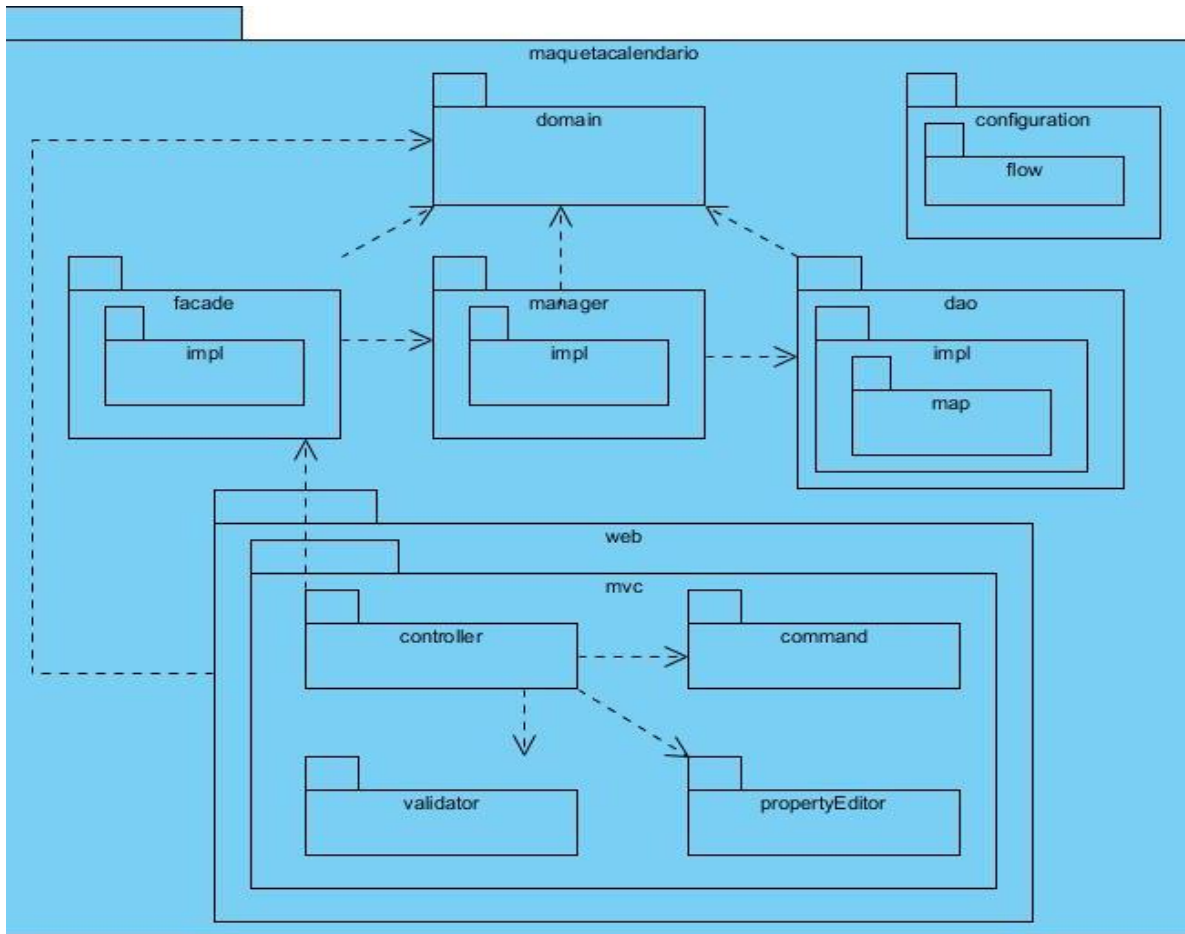 maquetacalendario
domain
configuration
flow
facade
impl
manager
impl
dao
impl
map
web
mvc
controller
command
validator
propertyEditor